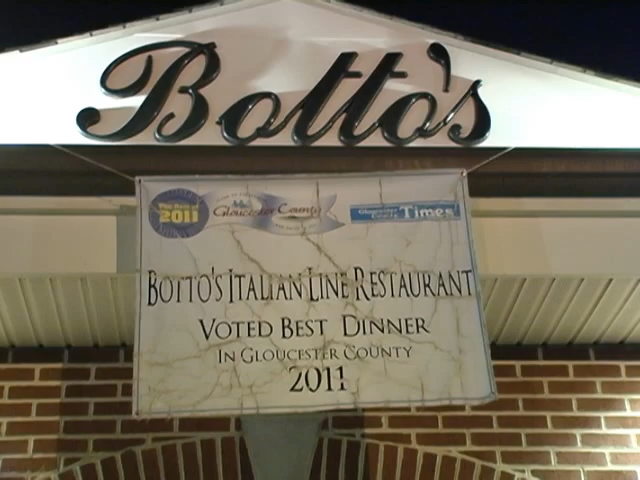 Botto's
The Best of
2011
Gloucester County
Gloucester County Times
BOTTO'S ITALIAN LINE RESTAURANT
VOTED BEST DINNER
IN GLOUCESTER COUNTY
2011